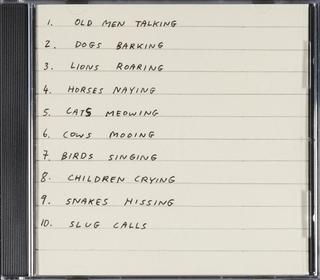 1. OLD MEN TALKING
2. DOGS BARKING
3. LIONS ROARING
4. HORSES NAYING
5. CATS MEOWING
6. COWS MOOING
7. BIRDS SINGING
8. CHILDREN CRYING
9. SNAKES HISSING
10. SLUG CALLS